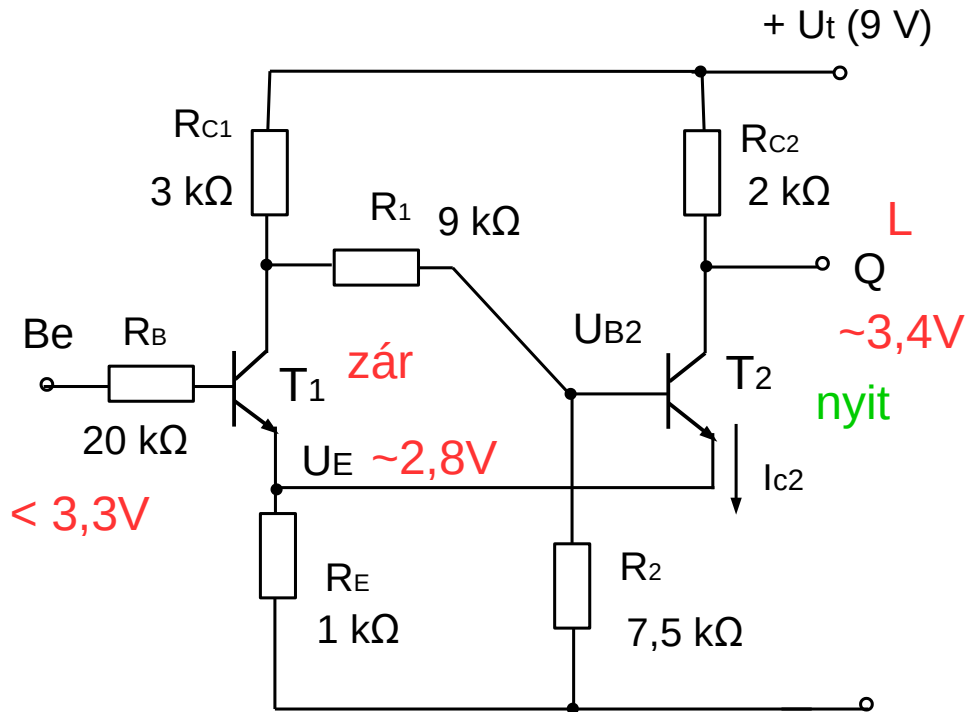 + Ut (9 V)
RC1
3 kΩ
RC2
2 kΩ
R1
9 kΩ
L
Q
~3,4V
Be
RB
20 kΩ
zár
T1
UB2
T2
nyit
UE ~2,8V
Ic2
< 3,3V
RE
1 kΩ
R2
7,5 kΩ